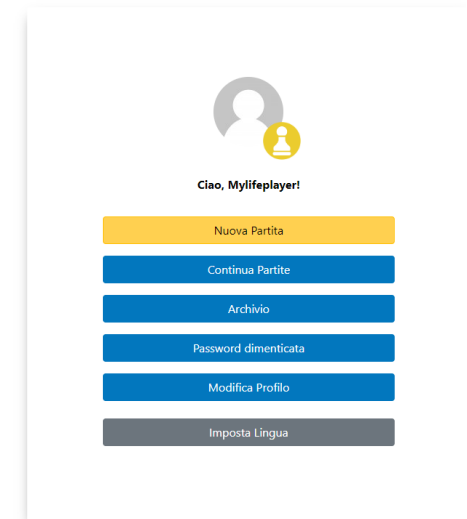 Ciao, Mylifeplayer!
Nuova Partita
Continua Partite
Archivio
Password dimenticata
Modifica Profilo
Imposta Lingua